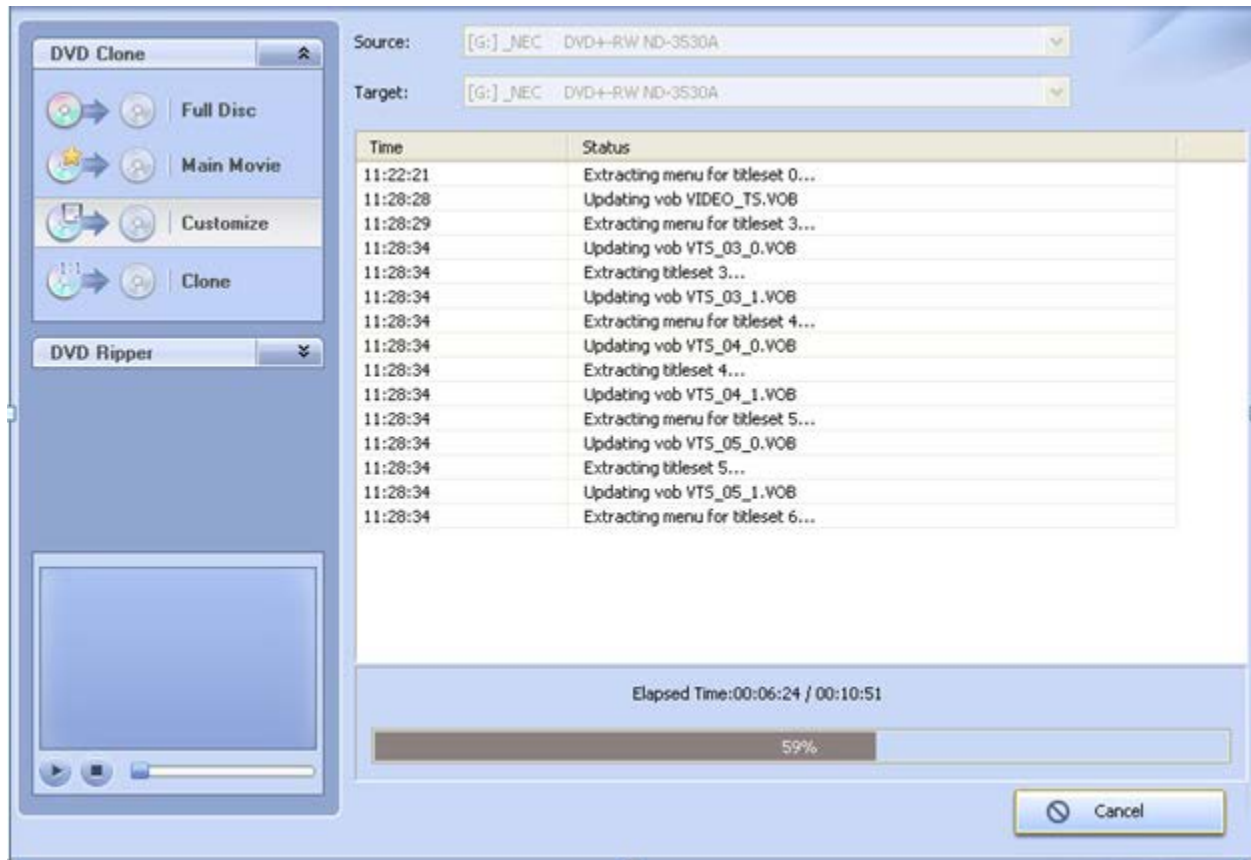 DVD Clone
Full Disc
Main Movie
Customize
1:1
Clone
DVD Ripper
Source: [G:] _NEC DVD+-RW ND-3530A
Target: [G:] _NEC DVD+-RW ND-3530A
Time Status
11:22:21 Extracting menu for titleset 0...
11:28:28 Updating vob VIDEO_TS.VOB
11:28:29 Extracting menu for titleset 3...
11:28:34 Updating vob VTS_03_0.VOB
11:28:34 Extracting titleset 3...
11:28:34 Updating vob VTS_03_1.VOB
11:28:34 Extracting menu for titleset 4...
11:28:34 Updating vob VTS_04_0.VOB
11:28:34 Extracting titleset 4...
11:28:34 Updating vob VTS_04_1.VOB
11:28:34 Extracting menu for titleset 5...
11:28:34 Updating vob VTS_05_0.VOB
11:28:34 Extracting titleset 5...
11:28:34 Updating vob VTS_05_1.VOB
11:28:34 Extracting menu for titleset 6...
Elapsed Time:00:06:24 / 00:10:51
59%
Cancel